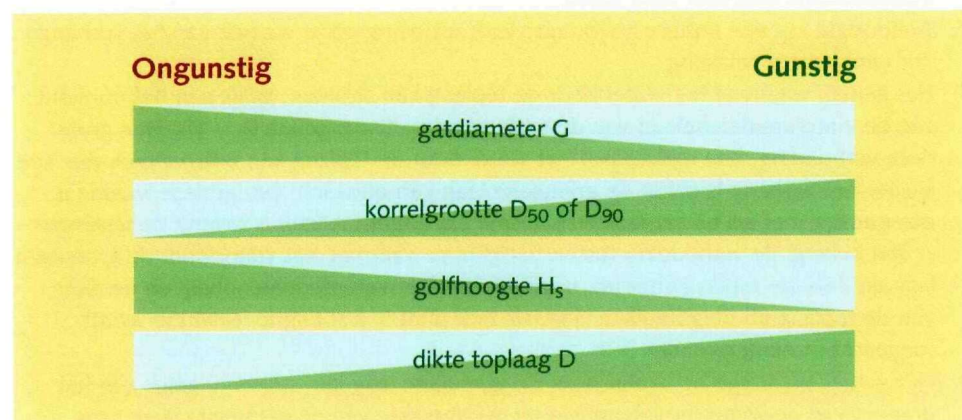 Ongunstig Gunstig
gatdiameter G
korrelgrootte D50 of D90
golfhoogte Hs
dikte toplaag D